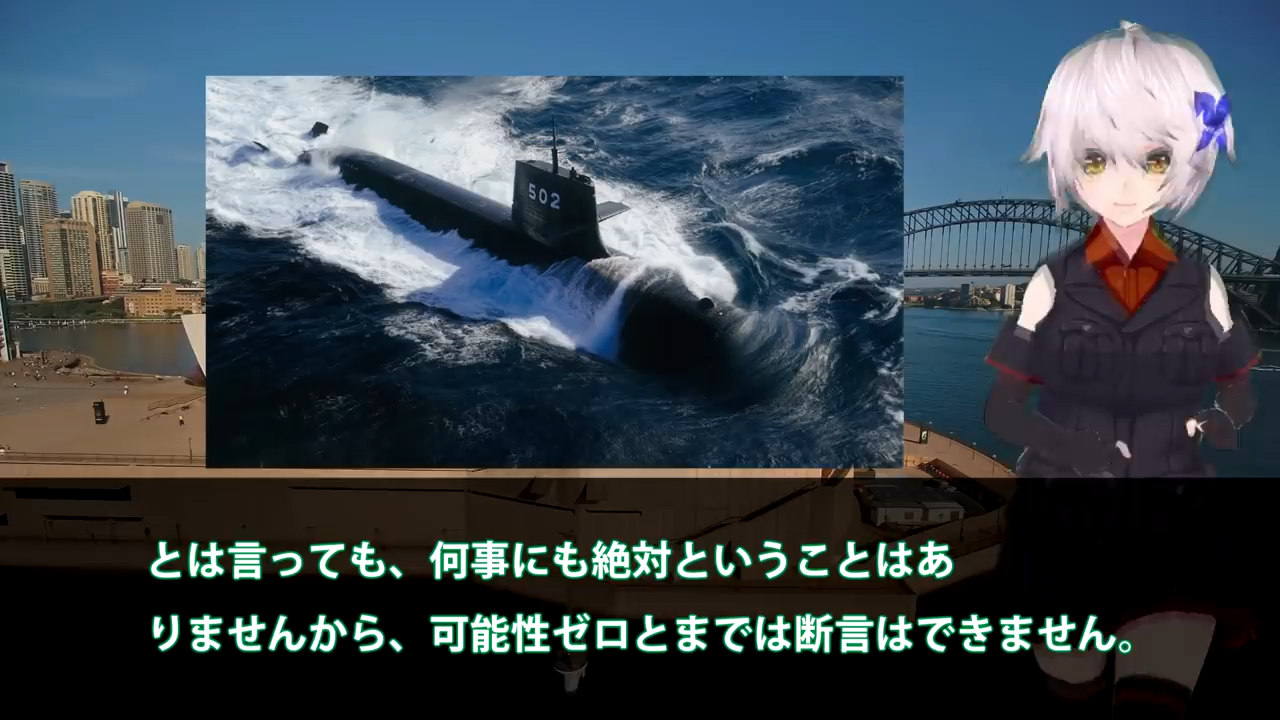 502
とは言っても、何事にも絶対ということはあ
りませんから、可能性ゼロとまでは断言はできません。